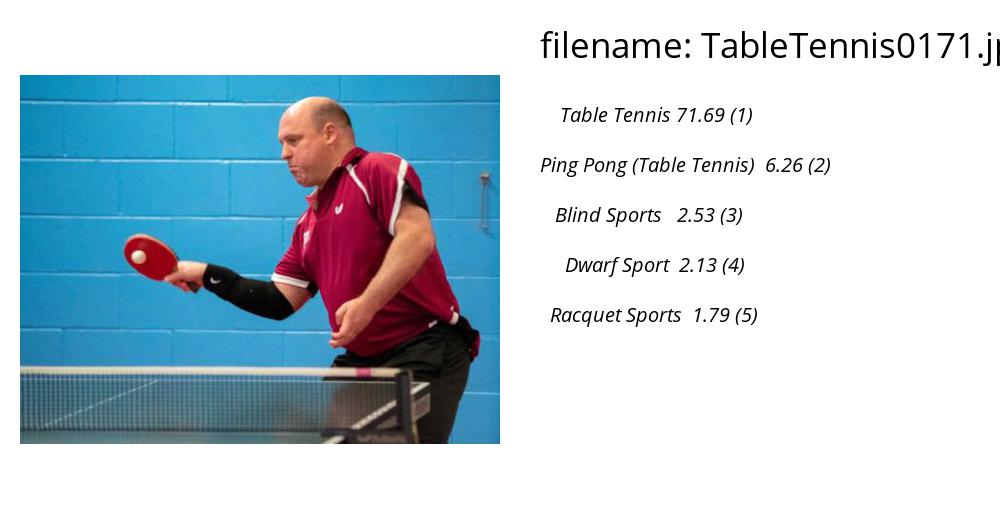 filename: TableTennis0171.jp
Table Tennis 71.69 (1)
Ping Pong (Table Tennis) 6.26 (2)
Blind Sports 2.53 (3)
Dwarf Sport 2.13 (4)
Racquet Sports 1.79 (5)